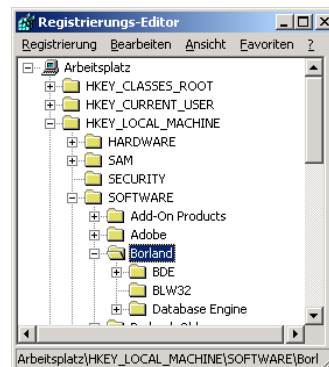 Registrierungs-Editor
Registrierung Bearbeiten Ansicht Favoriten ?
Arbeitsplatz
HKEY_CLASSES_ROOT
HKEY_CURRENT_USER
HKEY_LOCAL_MACHINE
HARDWARE
SAM
SECURITY
SOFTWARE
Add-On Products
Adobe
Borland
BDE
BLW32
Database Engine
Arbeitsplatz\HKEY_LOCAL_MACHINE\SOFTWARE\Borl